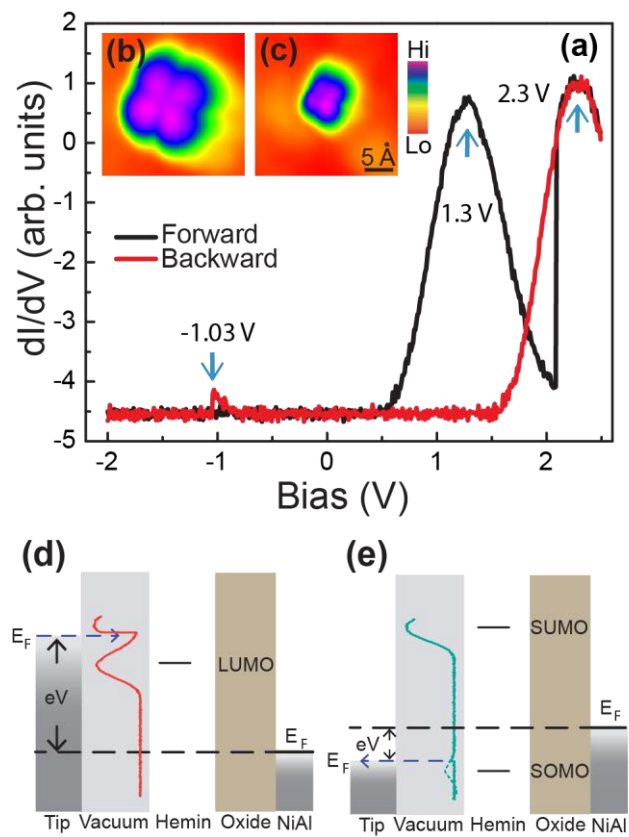 (b)
(c)
Hi
Lo
(a)
5 Å
2.3 V
1.3 V
Forward
Backward
-1.03 V
dI/dV (arb. units)
1
1
0
-1
-2
-3
-4
-5
-2
-1
0
1
2
Bias (V)
(d)
E_F
eV
LUMO
E_F
Tip Vacuum Hemin Oxide NiAl
(e)
SUMO
E_F
eV
E_F
SOMO
Tip Vacuum Hemin Oxide NiAl